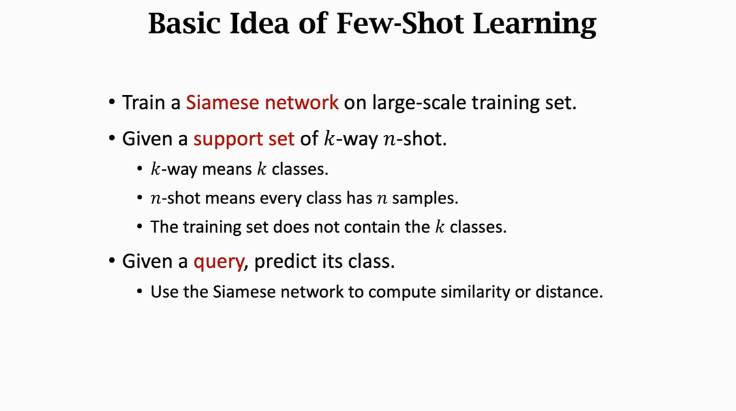 Basic Idea of Few-Shot Learning
• Train a Siamese network on large-scale training set.
• Given a support set of k-way n-shot.
• k-way means k classes.
• n-shot means every class has n samples.
• The training set does not contain the k classes.
• Given a query, predict its class.
• Use the Siamese network to compute similarity or distance.